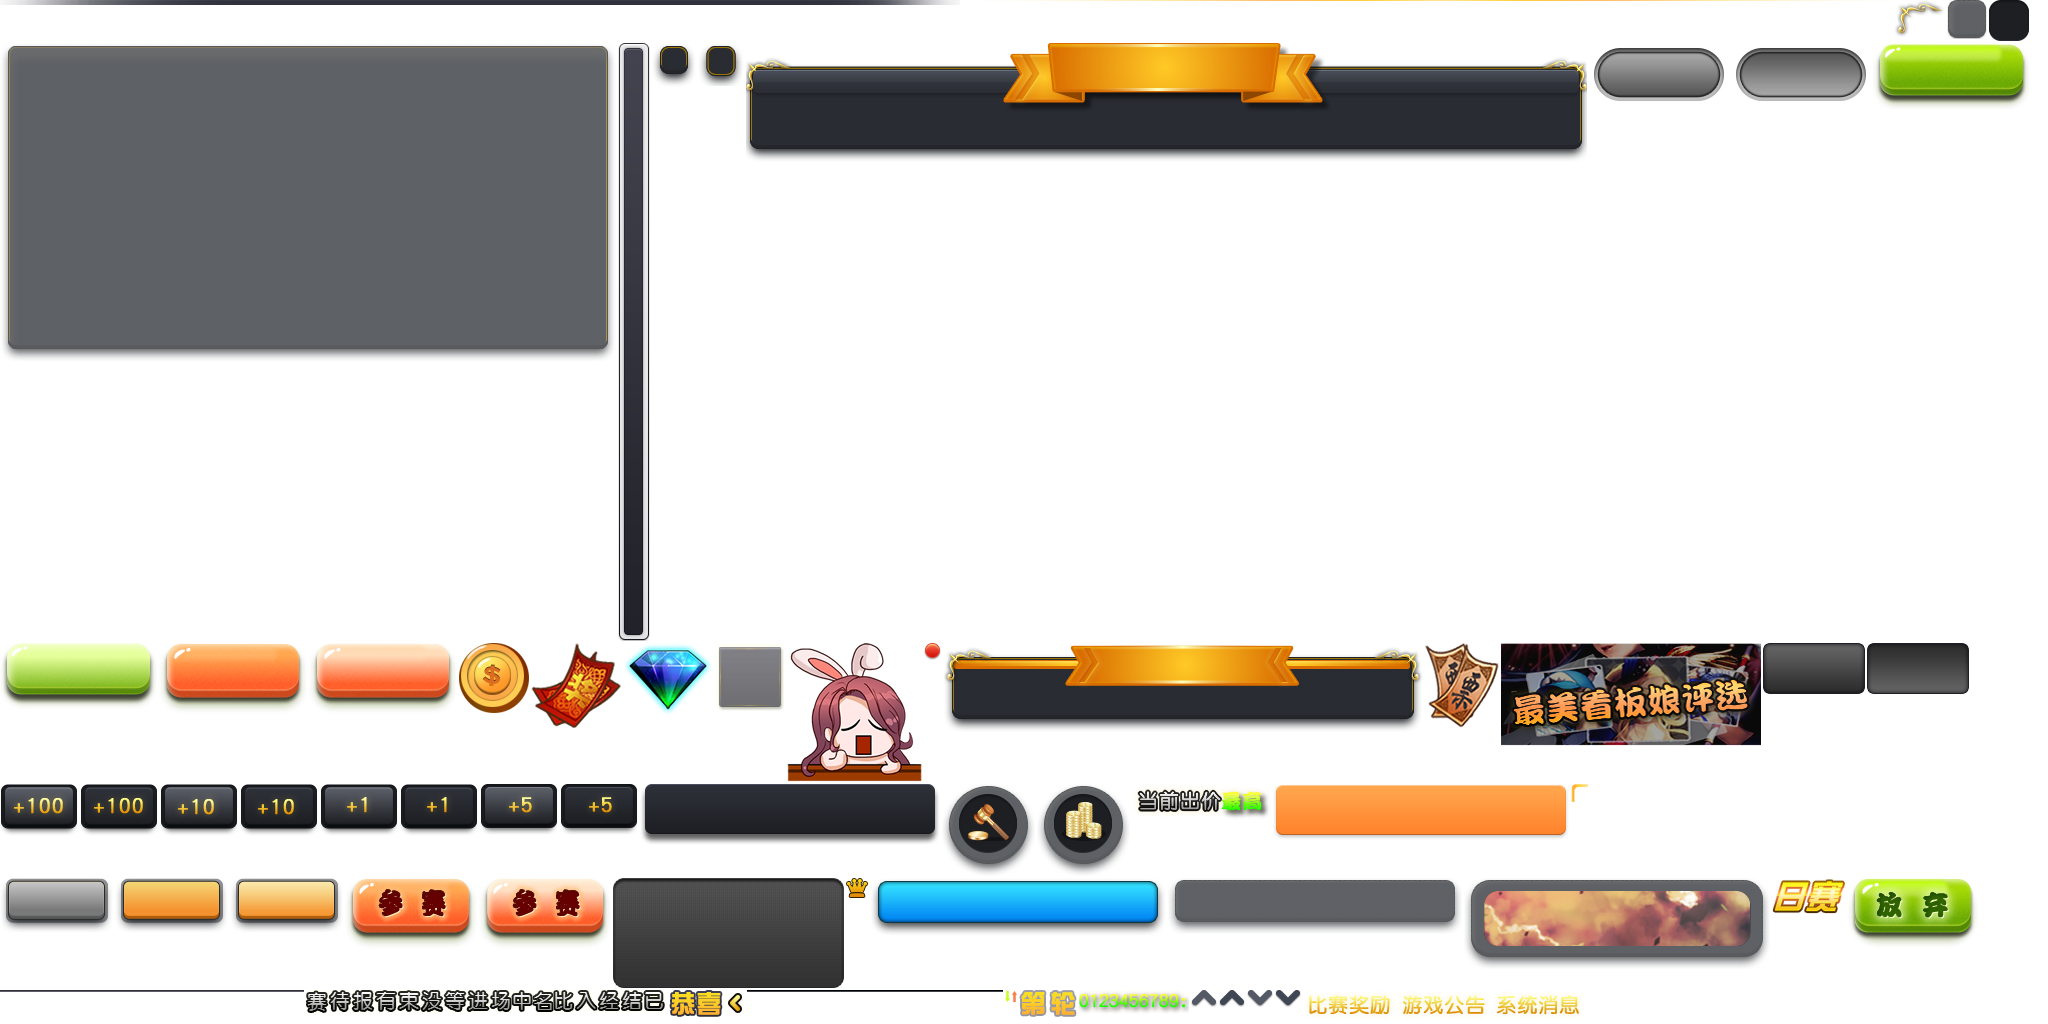 $
最美看板娘评选
+100
+100
+10
+10
+1
+1
+5
+5
当前出价最高
参 赛
参 赛
日赛
放 弃
赛待报有束没等进场中名比入经结已 恭喜
第 轮 0123456789:
比赛奖励 游戏公告 系统消息